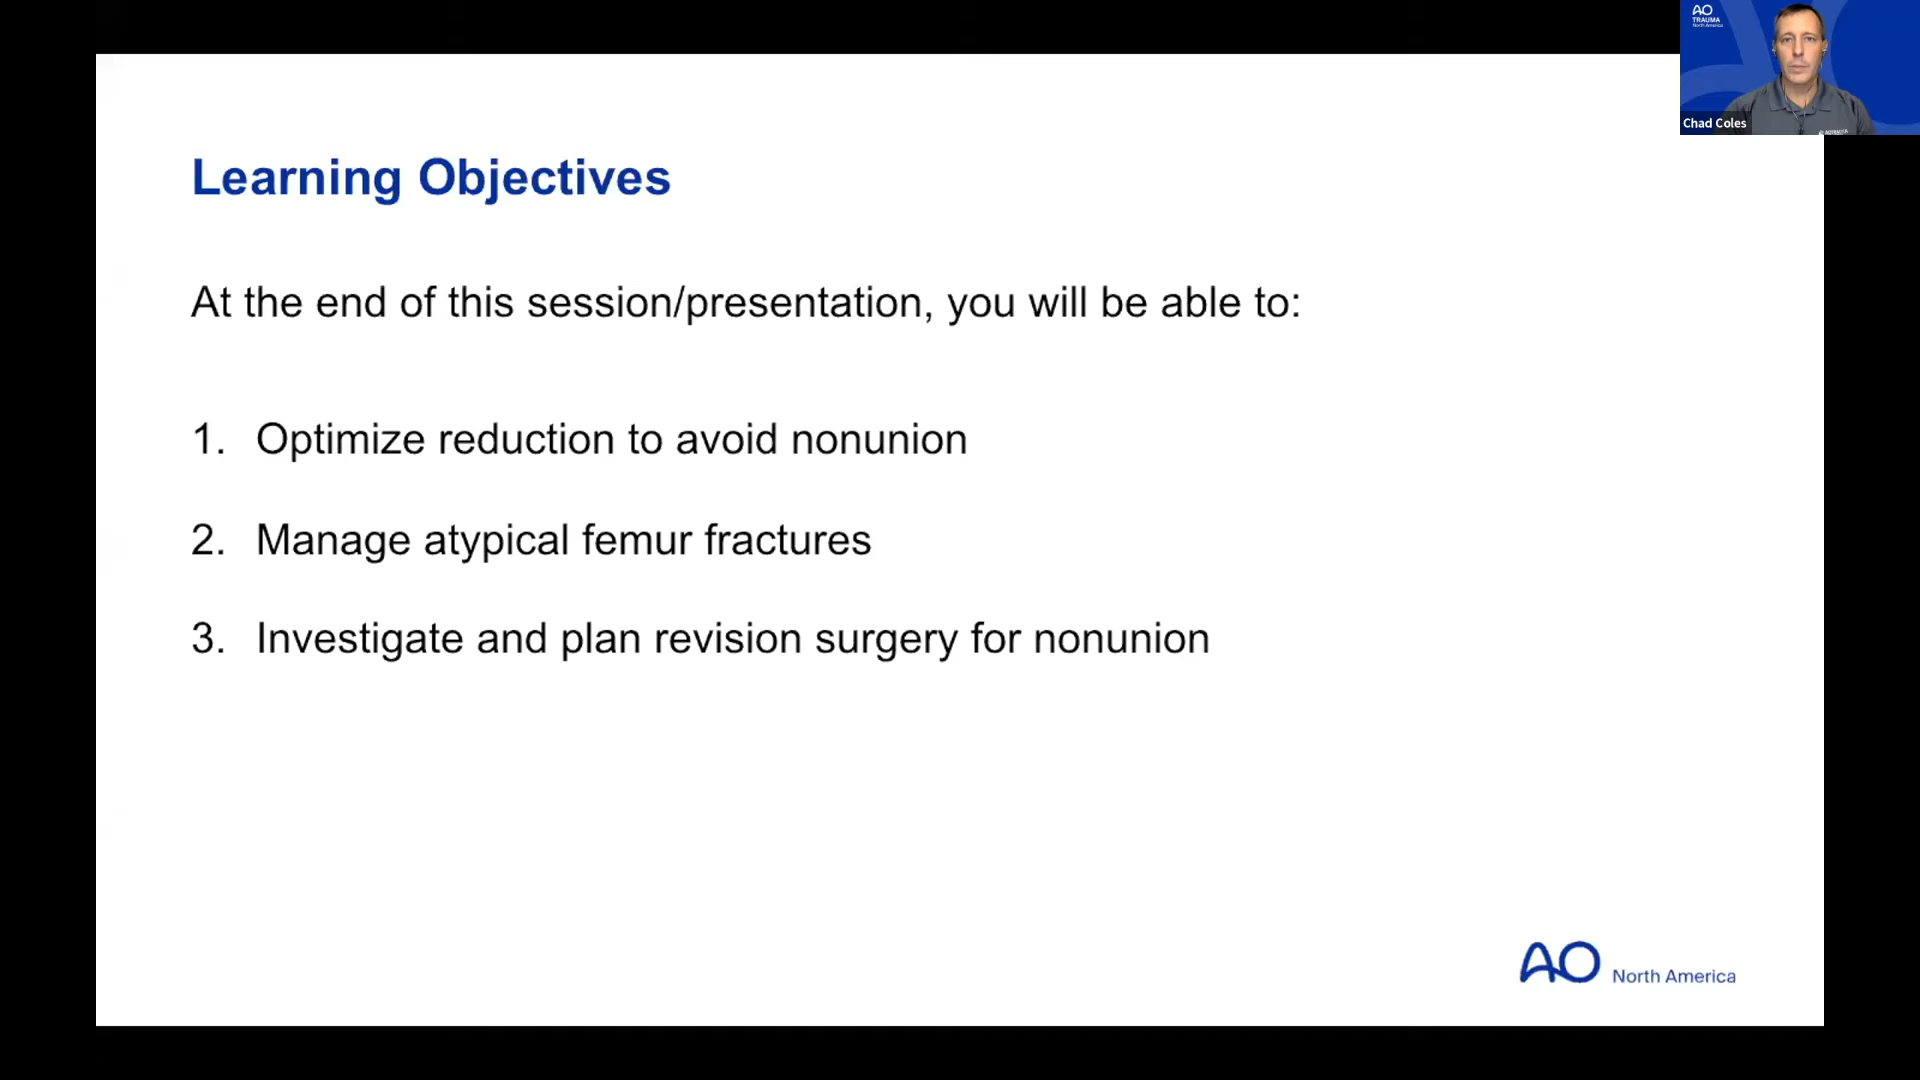 AO
TRAUMA
North America
Chad Coles
Learning Objectives
At the end of this session/presentation, you will be able to:
1. Optimize reduction to avoid nonunion
2. Manage atypical femur fractures
3. Investigate and plan revision surgery for nonunion
AO North America